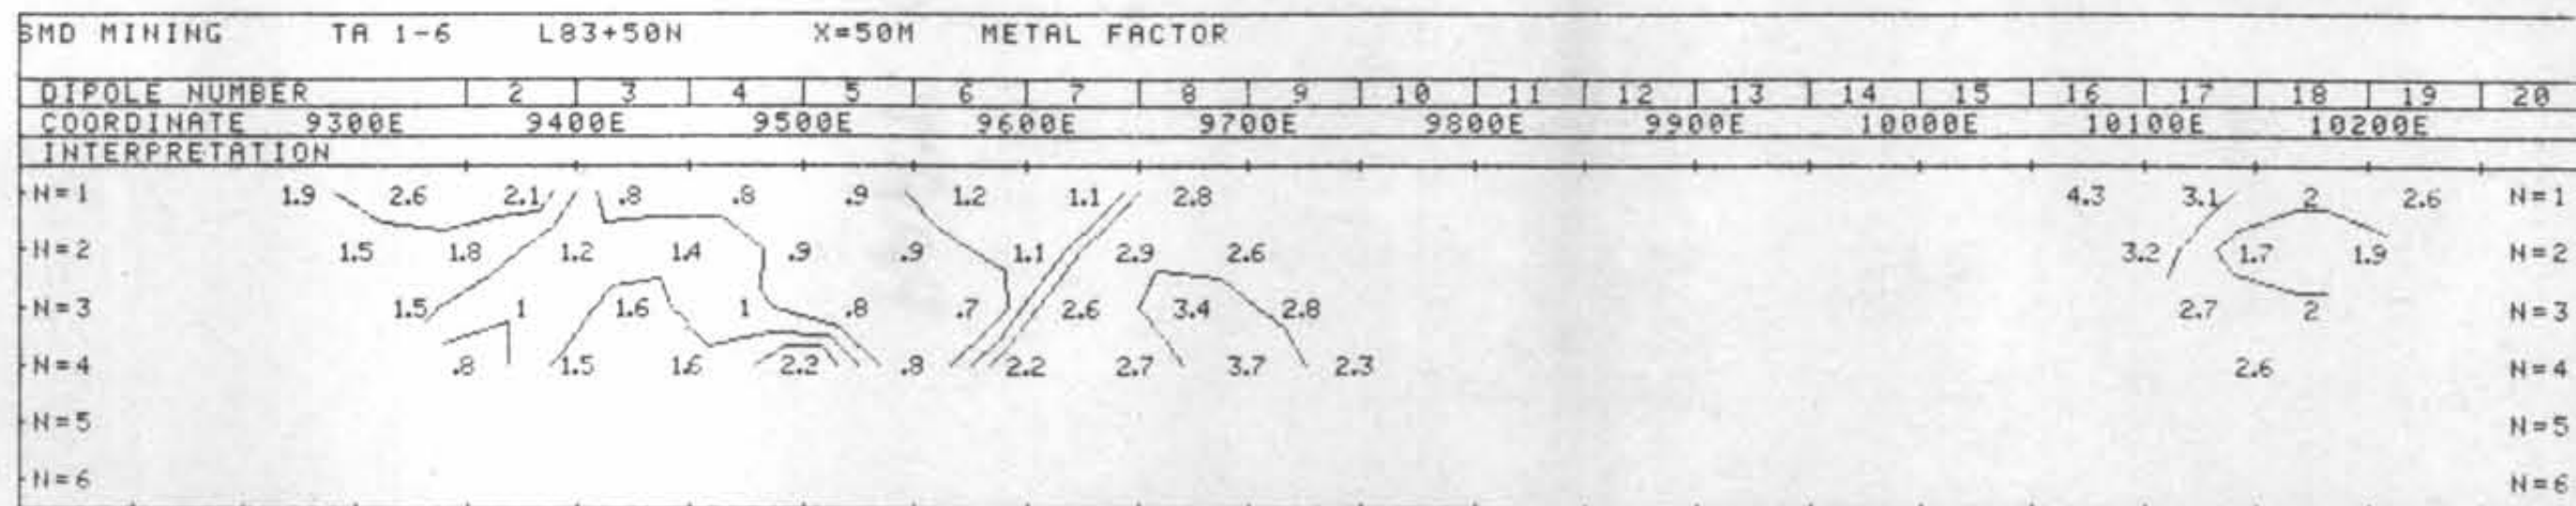 SMD MINING TA 1-6 L83+50N X=50M METAL FACTOR
DIPOLE NUMBER 2 3 4 5 6 7 8 9 10 11 12 13 14 15 16 17 18 19 20
COORDINATE 9300E 9400E 9500E 9600E 9700E 9800E 9900E 10000E 10100E 10200E
INTERPRETATION
N=1 1.9 2.6 2.1 .8 .8 .9 1.2 1.1 2.8 4.3 3.1 2 2.6 N=1
N=2 1.5 1.8 1.2 1.4 .9 .9 1.1 2.9 2.6 3.2 1.7 1.9 N=2
N=3 1.5 1 1.6 1 .8 .7 2.6 3.4 2.8 2.7 2 N=3
N=4 .8 1.5 1.6 2.2 .8 2.2 2.7 3.7 2.3 2.6 N=4
N=5 N=5
N=6 N=6